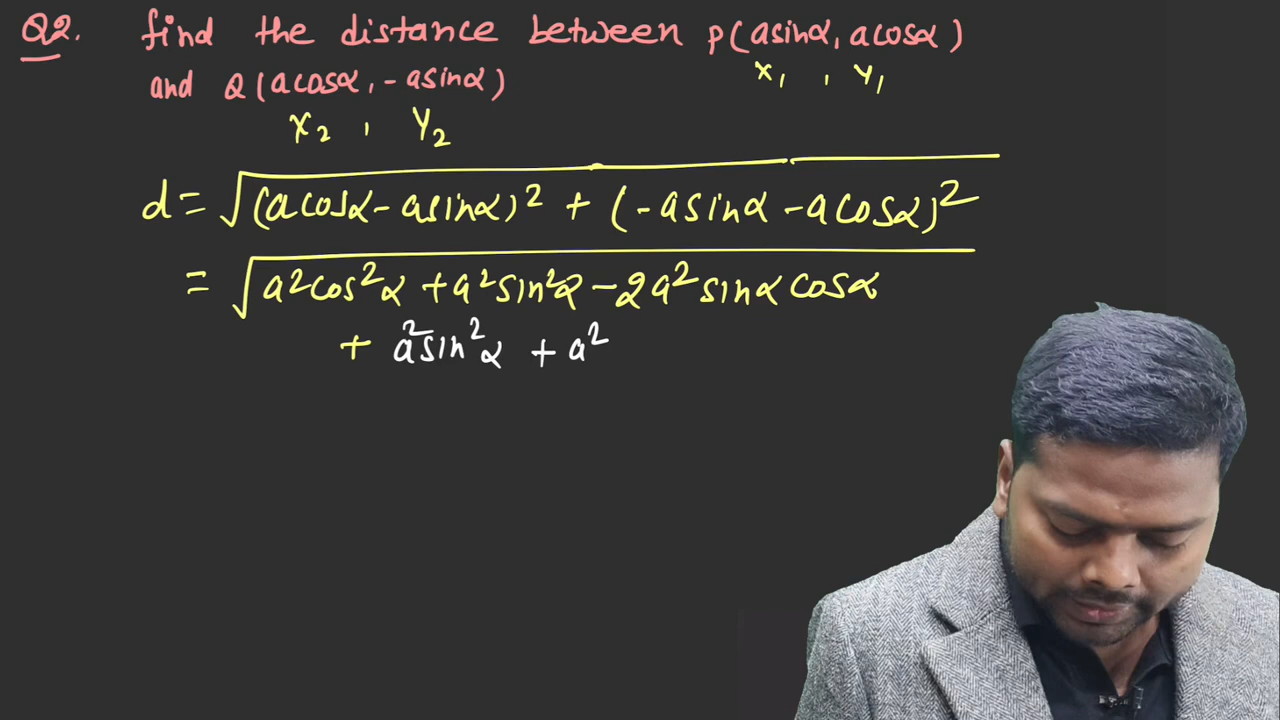 Q2. find the distance between P(asinα, acosα)
and Q(acosα, -asinα)
x₁ , y₁
x₂ , y₂
d = √(acosα - asinα)² + (-asinα - acosα)²
= √a²cos²α + a²sin²α - 2a²sinα cosα
+ a²sin²α + a²